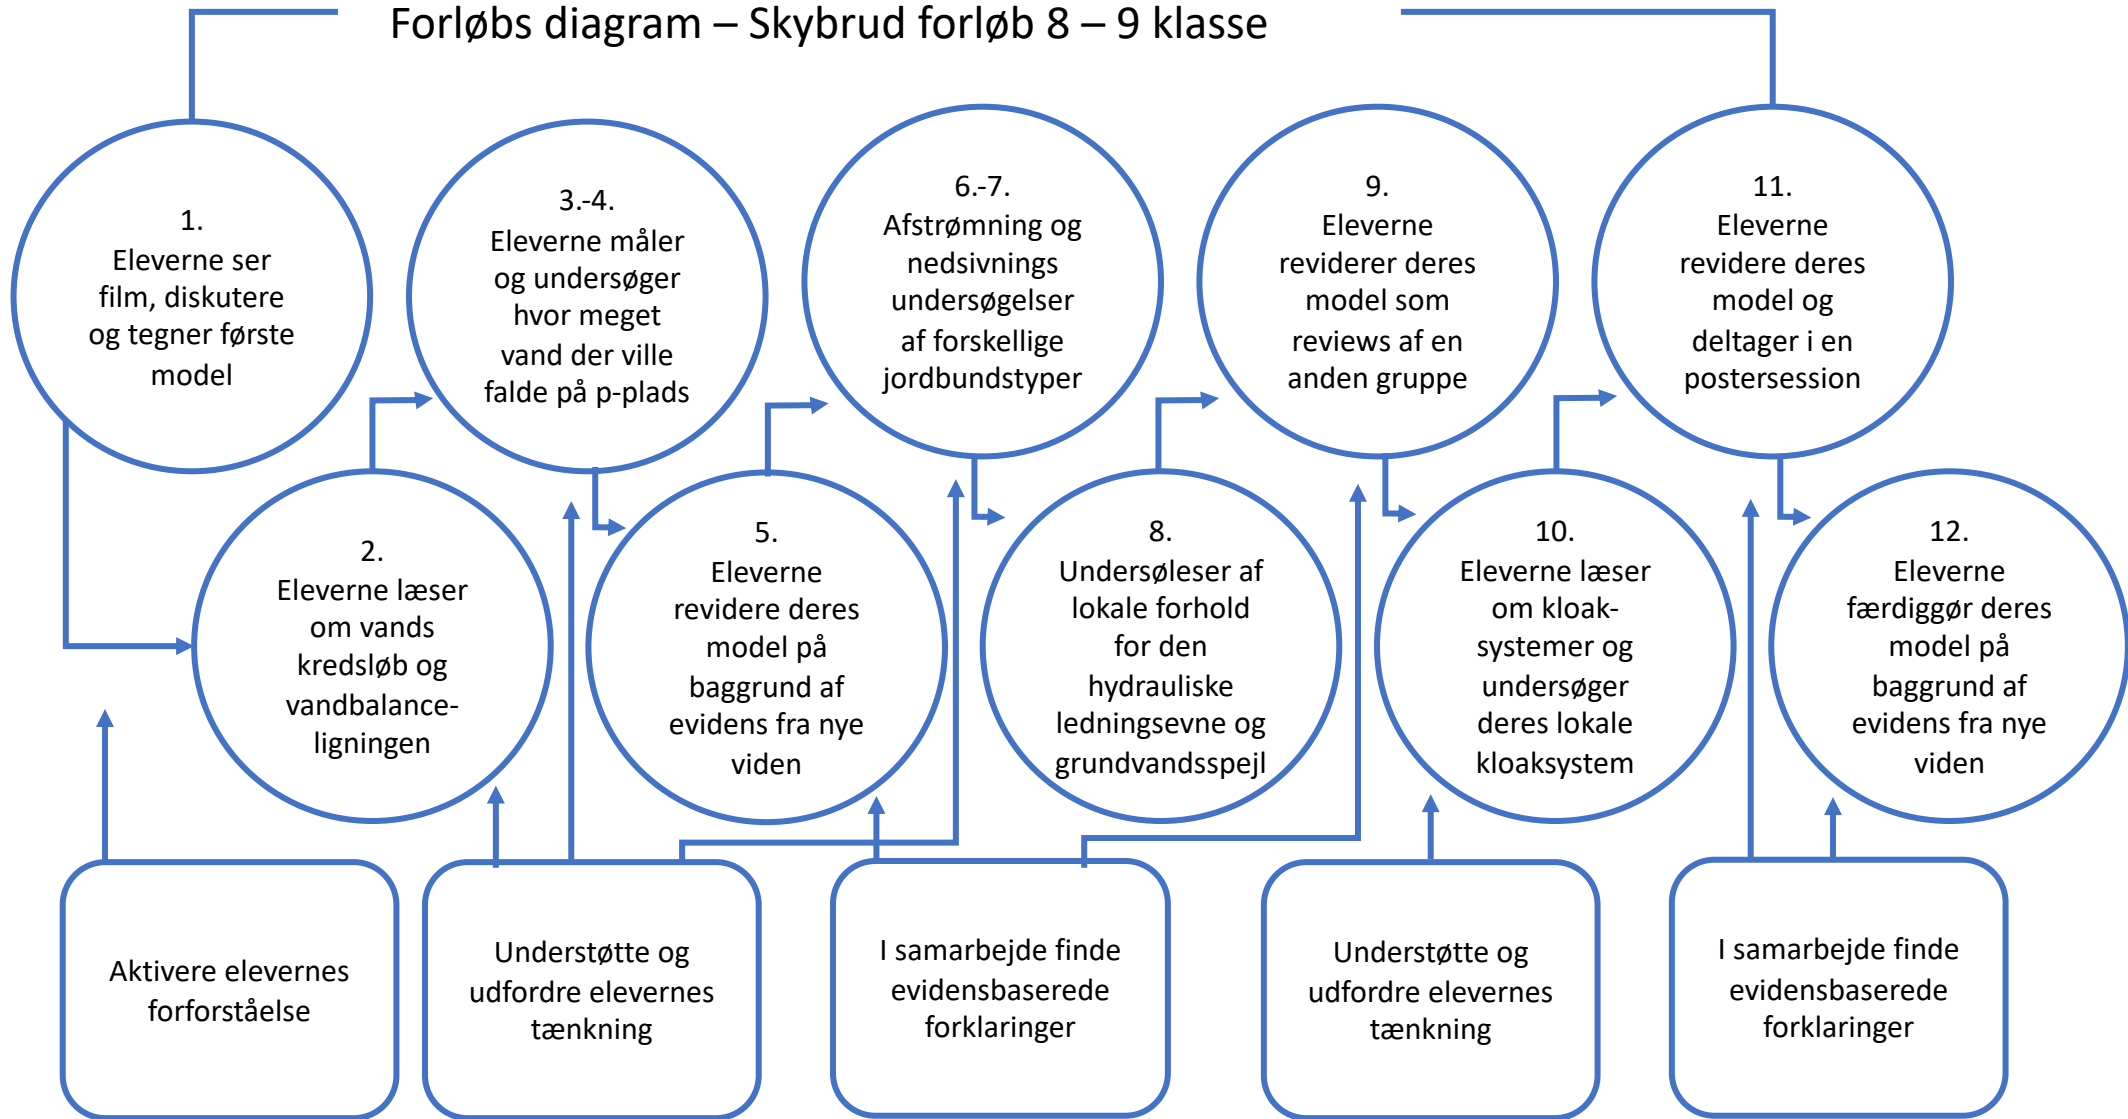 Forløbs diagram – Skybrud forløb 8 – 9 klasse
1.
Eleverne ser
film, diskutere
og tegner første
model
2.
Eleverne læser
om vands
kredsløb og
vandbalance-
ligningen
3.-4.
Eleverne måler
og undersøger
hvor meget
vand der ville
falde på p-plads
5.
Eleverne
revidere deres
model på
baggrund af
evidens fra nye
viden
6.-7.
Afstrømning og
nedsivnings
undersøgelser
af forskellige
jordbundstyper
8.
Undersøleser af
lokale forhold
for den
hydrauliske
ledningsevne og
grundvandsspejl
9.
Eleverne
reviderer deres
model som
reviews af en
anden gruppe
10.
Eleverne læser
om kloak-
systemer og
undersøger
deres lokale
kloaksystem
11.
Eleverne
revidere deres
model og
deltager i en
postersession
12.
Eleverne
færdiggør deres
model på
baggrund af
evidens fra nye
viden
Aktivere elevernes
forforståelse
Understøtte og
udfordre elevernes
tænkning
I samarbejde finde
evidensbaserede
forklaringer
Understøtte og
udfordre elevernes
tænkning
I samarbejde finde
evidensbaserede
forklaringer